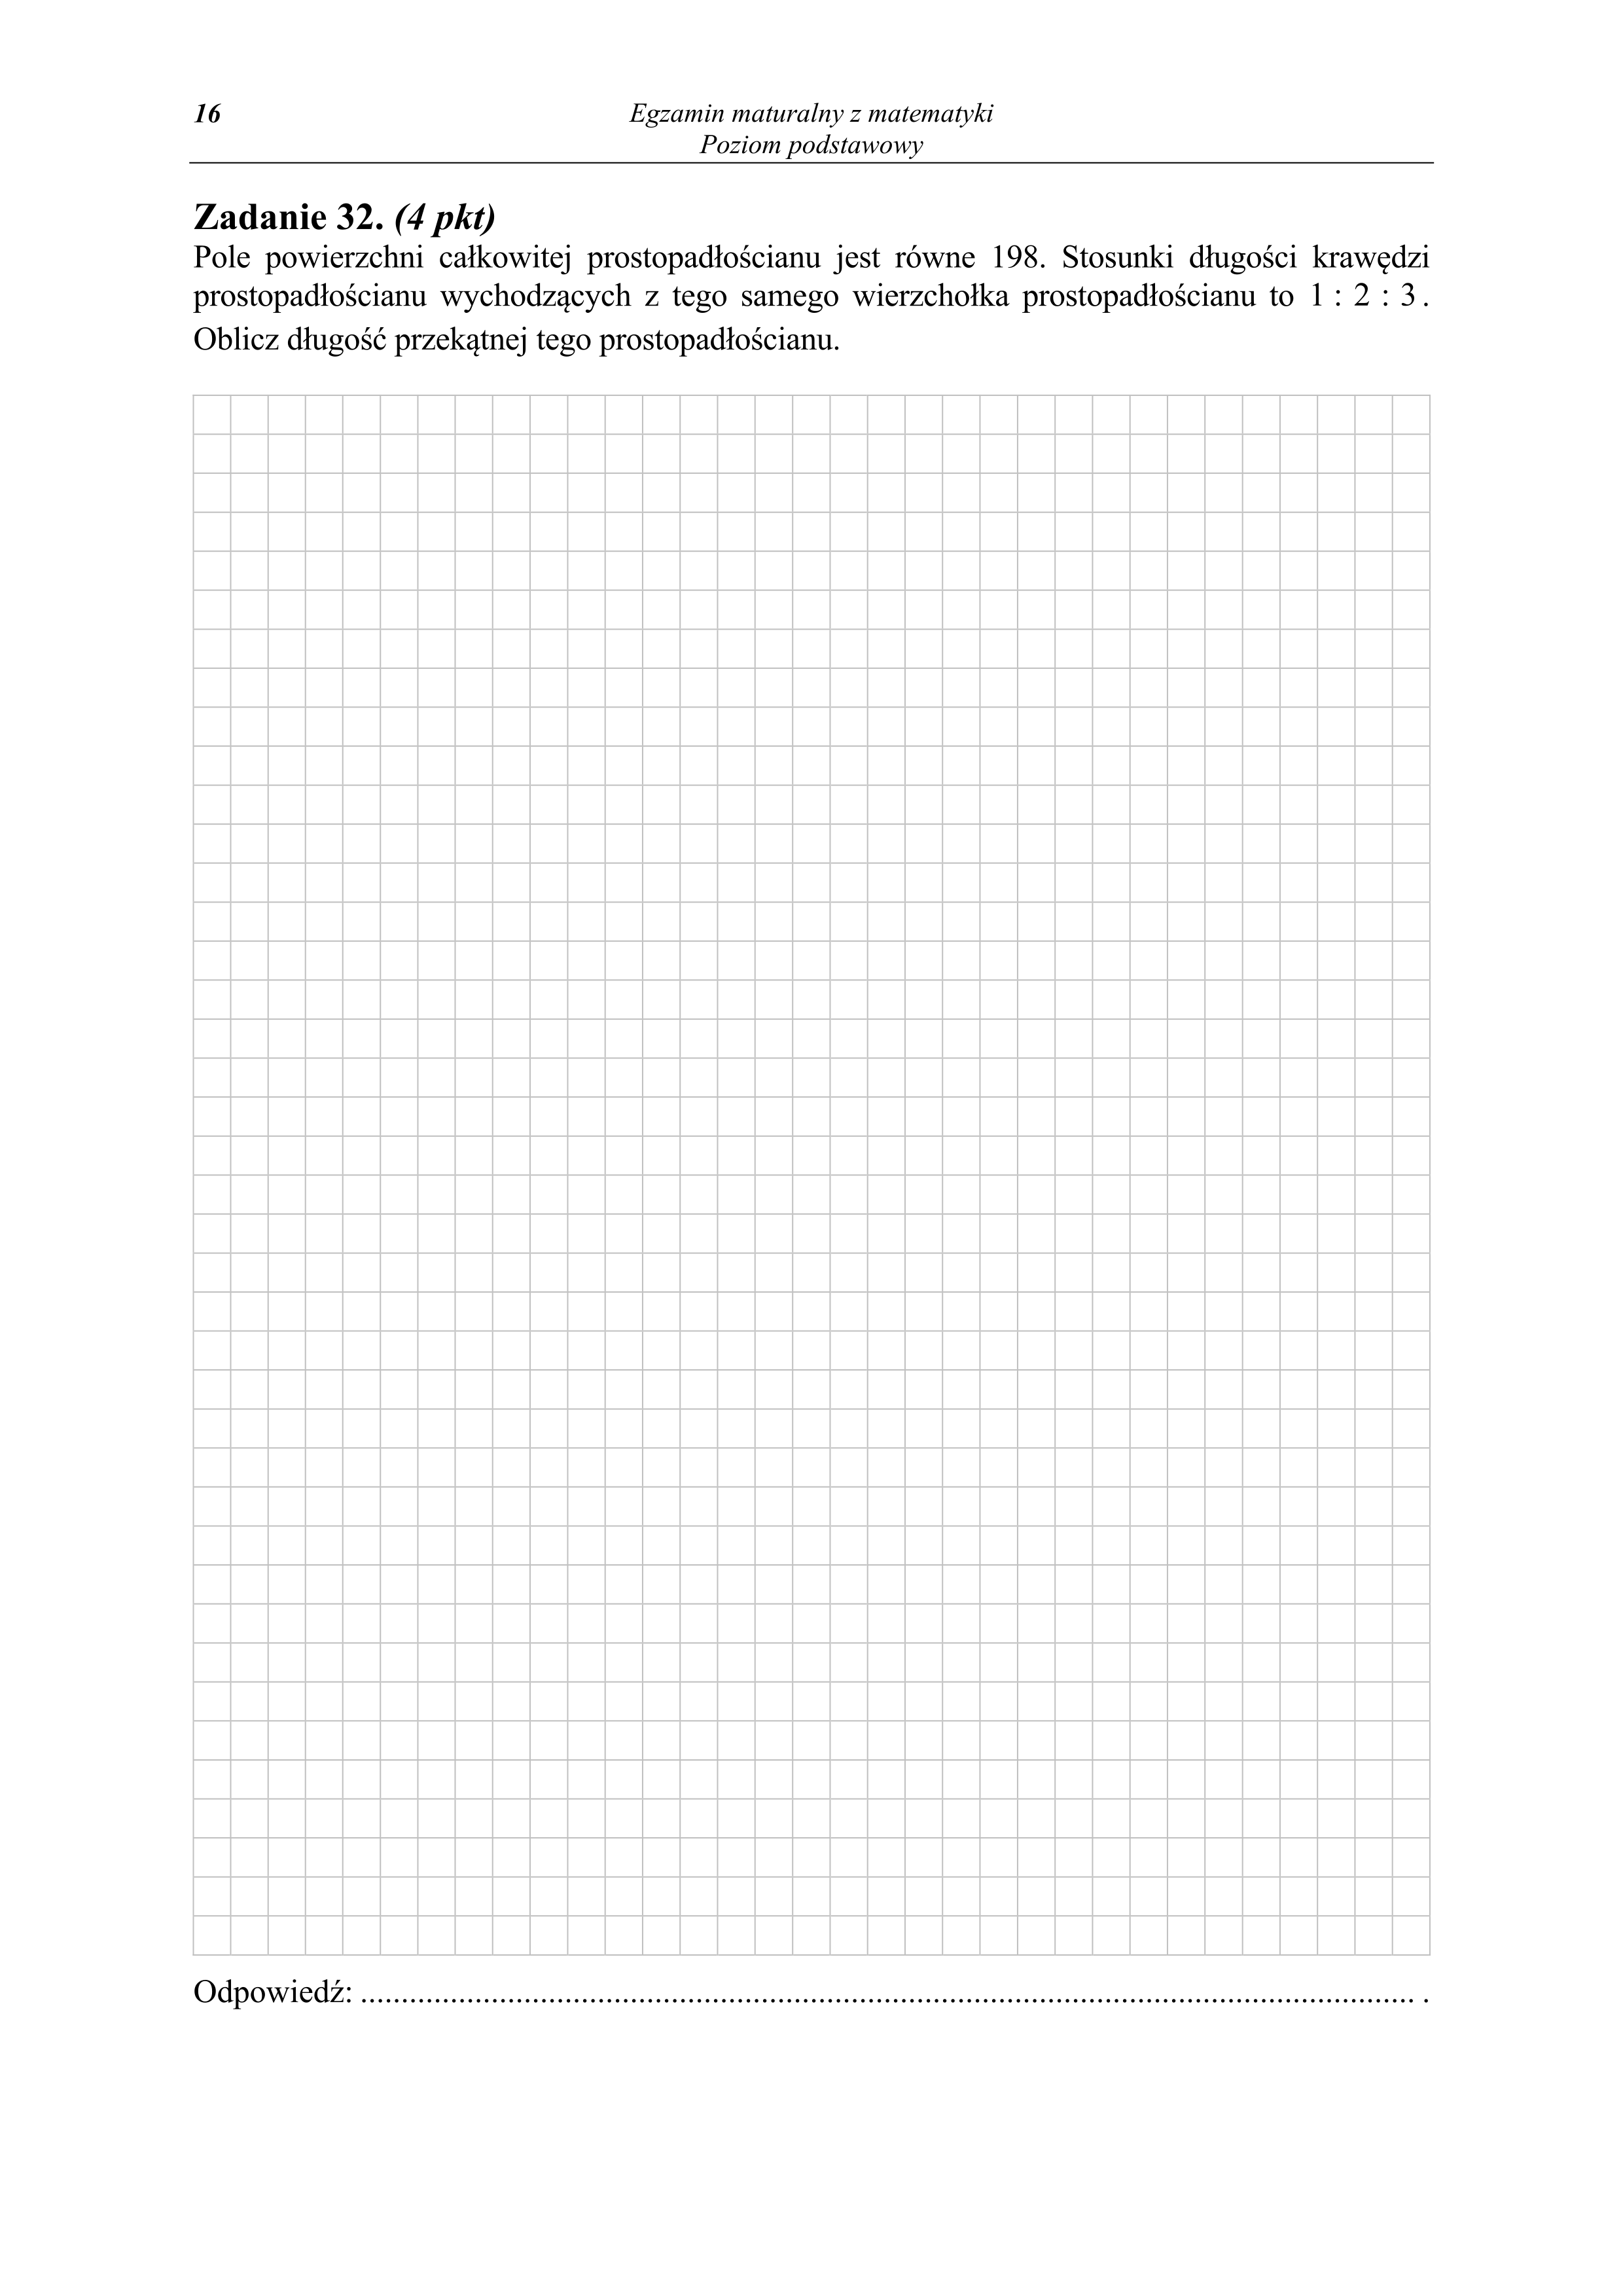 16
Egzamin maturalny z matematyki
Poziom podstawowy
Zadanie 32. (4 pkt)
Pole powierzchni całkowitej prostopadłościanu jest równe 198. Stosunki długości krawędzi
prostopadłościanu wychodzących z tego samego wierzchołka prostopadłościanu to 1 : 2 : 3.
Oblicz długość przekątnej tego prostopadłościanu.
Odpowiedź: .................................................................................................................................. .